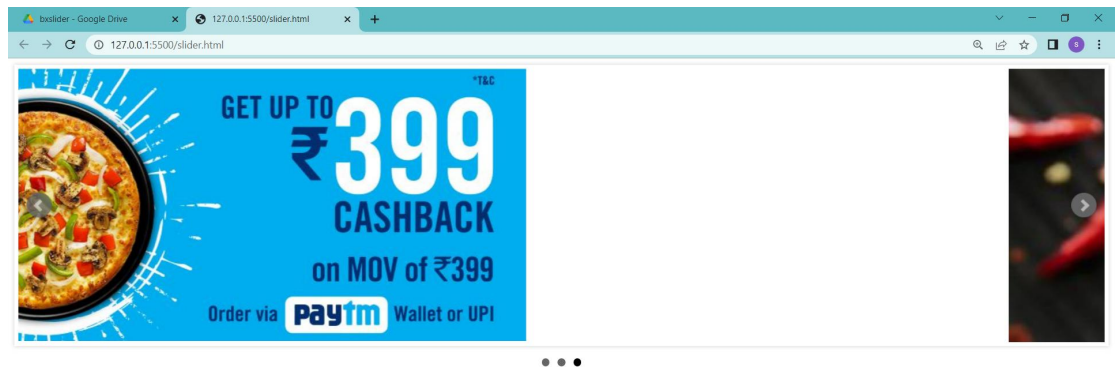 bxslider - Google Drive
127.0.0.1:5500/slider.html
127.0.0.1:5500/slider.html
S
*T&C
GET UP TO
₹399
CASHBACK
on MOV of ₹399
Order via paytm Wallet or UPI